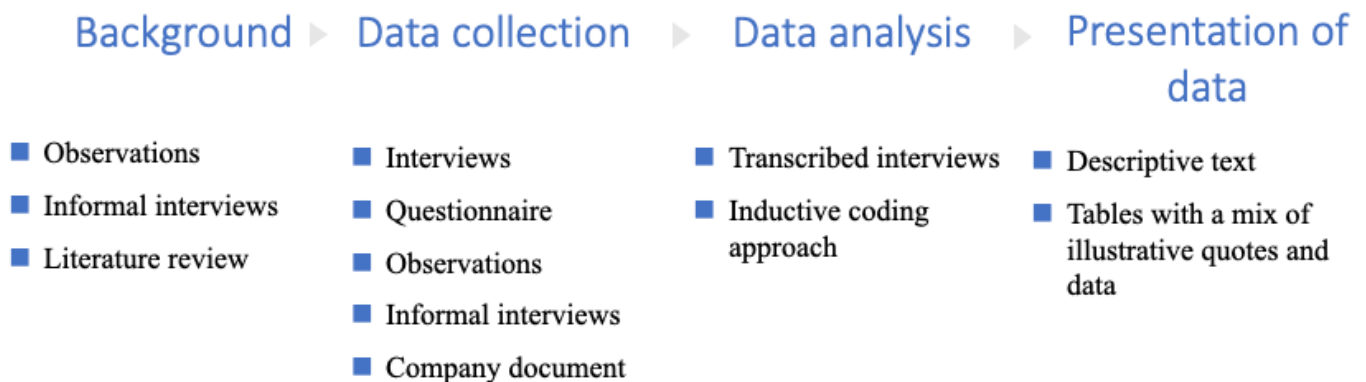 Background
Data collection
Data analysis
Presentation of
data
Observations
Informal interviews
Literature review
Interviews
Questionnaire
Observations
Informal interviews
Company document
Transcribed interviews
Inductive coding
approach
Descriptive text
Tables with a mix of
illustrative quotes and
data